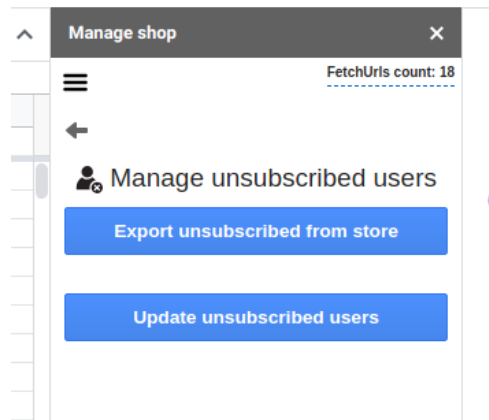 Manage shop
FetchUrls count: 18
Manage unsubscribed users
Export unsubscribed from store
Update unsubscribed users